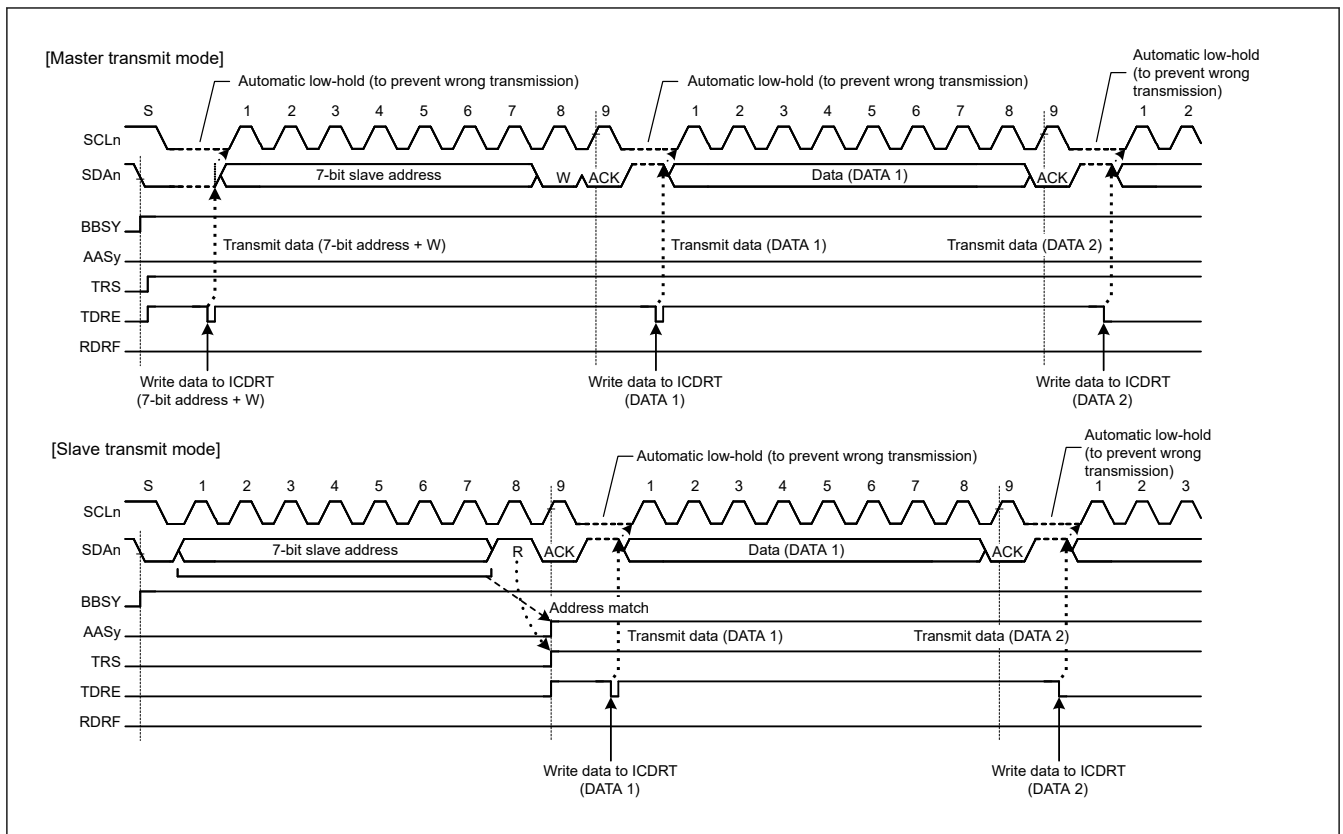 [Master transmit mode]
Automatic low-hold (to prevent wrong transmission)
Automatic low-hold (to prevent wrong transmission)
Automatic low-hold
(to prevent wrong
transmission)
S 1 2 3 4 5 6 7 8 9 1 2 3 4 5 6 7 8 9 1 2
SCLn
SDAn 7-bit slave address W ACK Data (DATA 1) ACK
BBSY
Transmit data (7-bit address + W) Transmit data (DATA 1) Transmit data (DATA 2)
AASy
TRS
TDRE
RDRF
Write data to ICDRT
(7-bit address + W)
Write data to ICDRT
(DATA 1)
Write data to ICDRT
(DATA 2)
[Slave transmit mode]
Automatic low-hold (to prevent wrong transmission)
Automatic low-hold
(to prevent wrong
transmission)
S 1 2 3 4 5 6 7 8 9 1 2 3 4 5 6 7 8 9 1 2 3
SCLn
SDAn 7-bit slave address R ACK Data (DATA 1) ACK
BBSY
Address match
AASy
Transmit data (DATA 1) Transmit data (DATA 2)
TRS
TDRE
RDRF
Write data to ICDRT
(DATA 1)
Write data to ICDRT
(DATA 2)